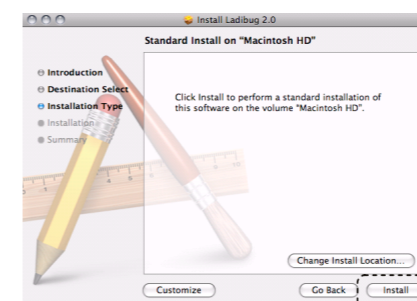 Install Ladibug 2.0
Standard Install on "Macintosh HD"
Introduction
Destination Select
Installation Type
Installation
Summary
Click Install to perform a standard installation of
this software on the volume "Macintosh HD".
Change Install Location...
Customize
Go Back
Install